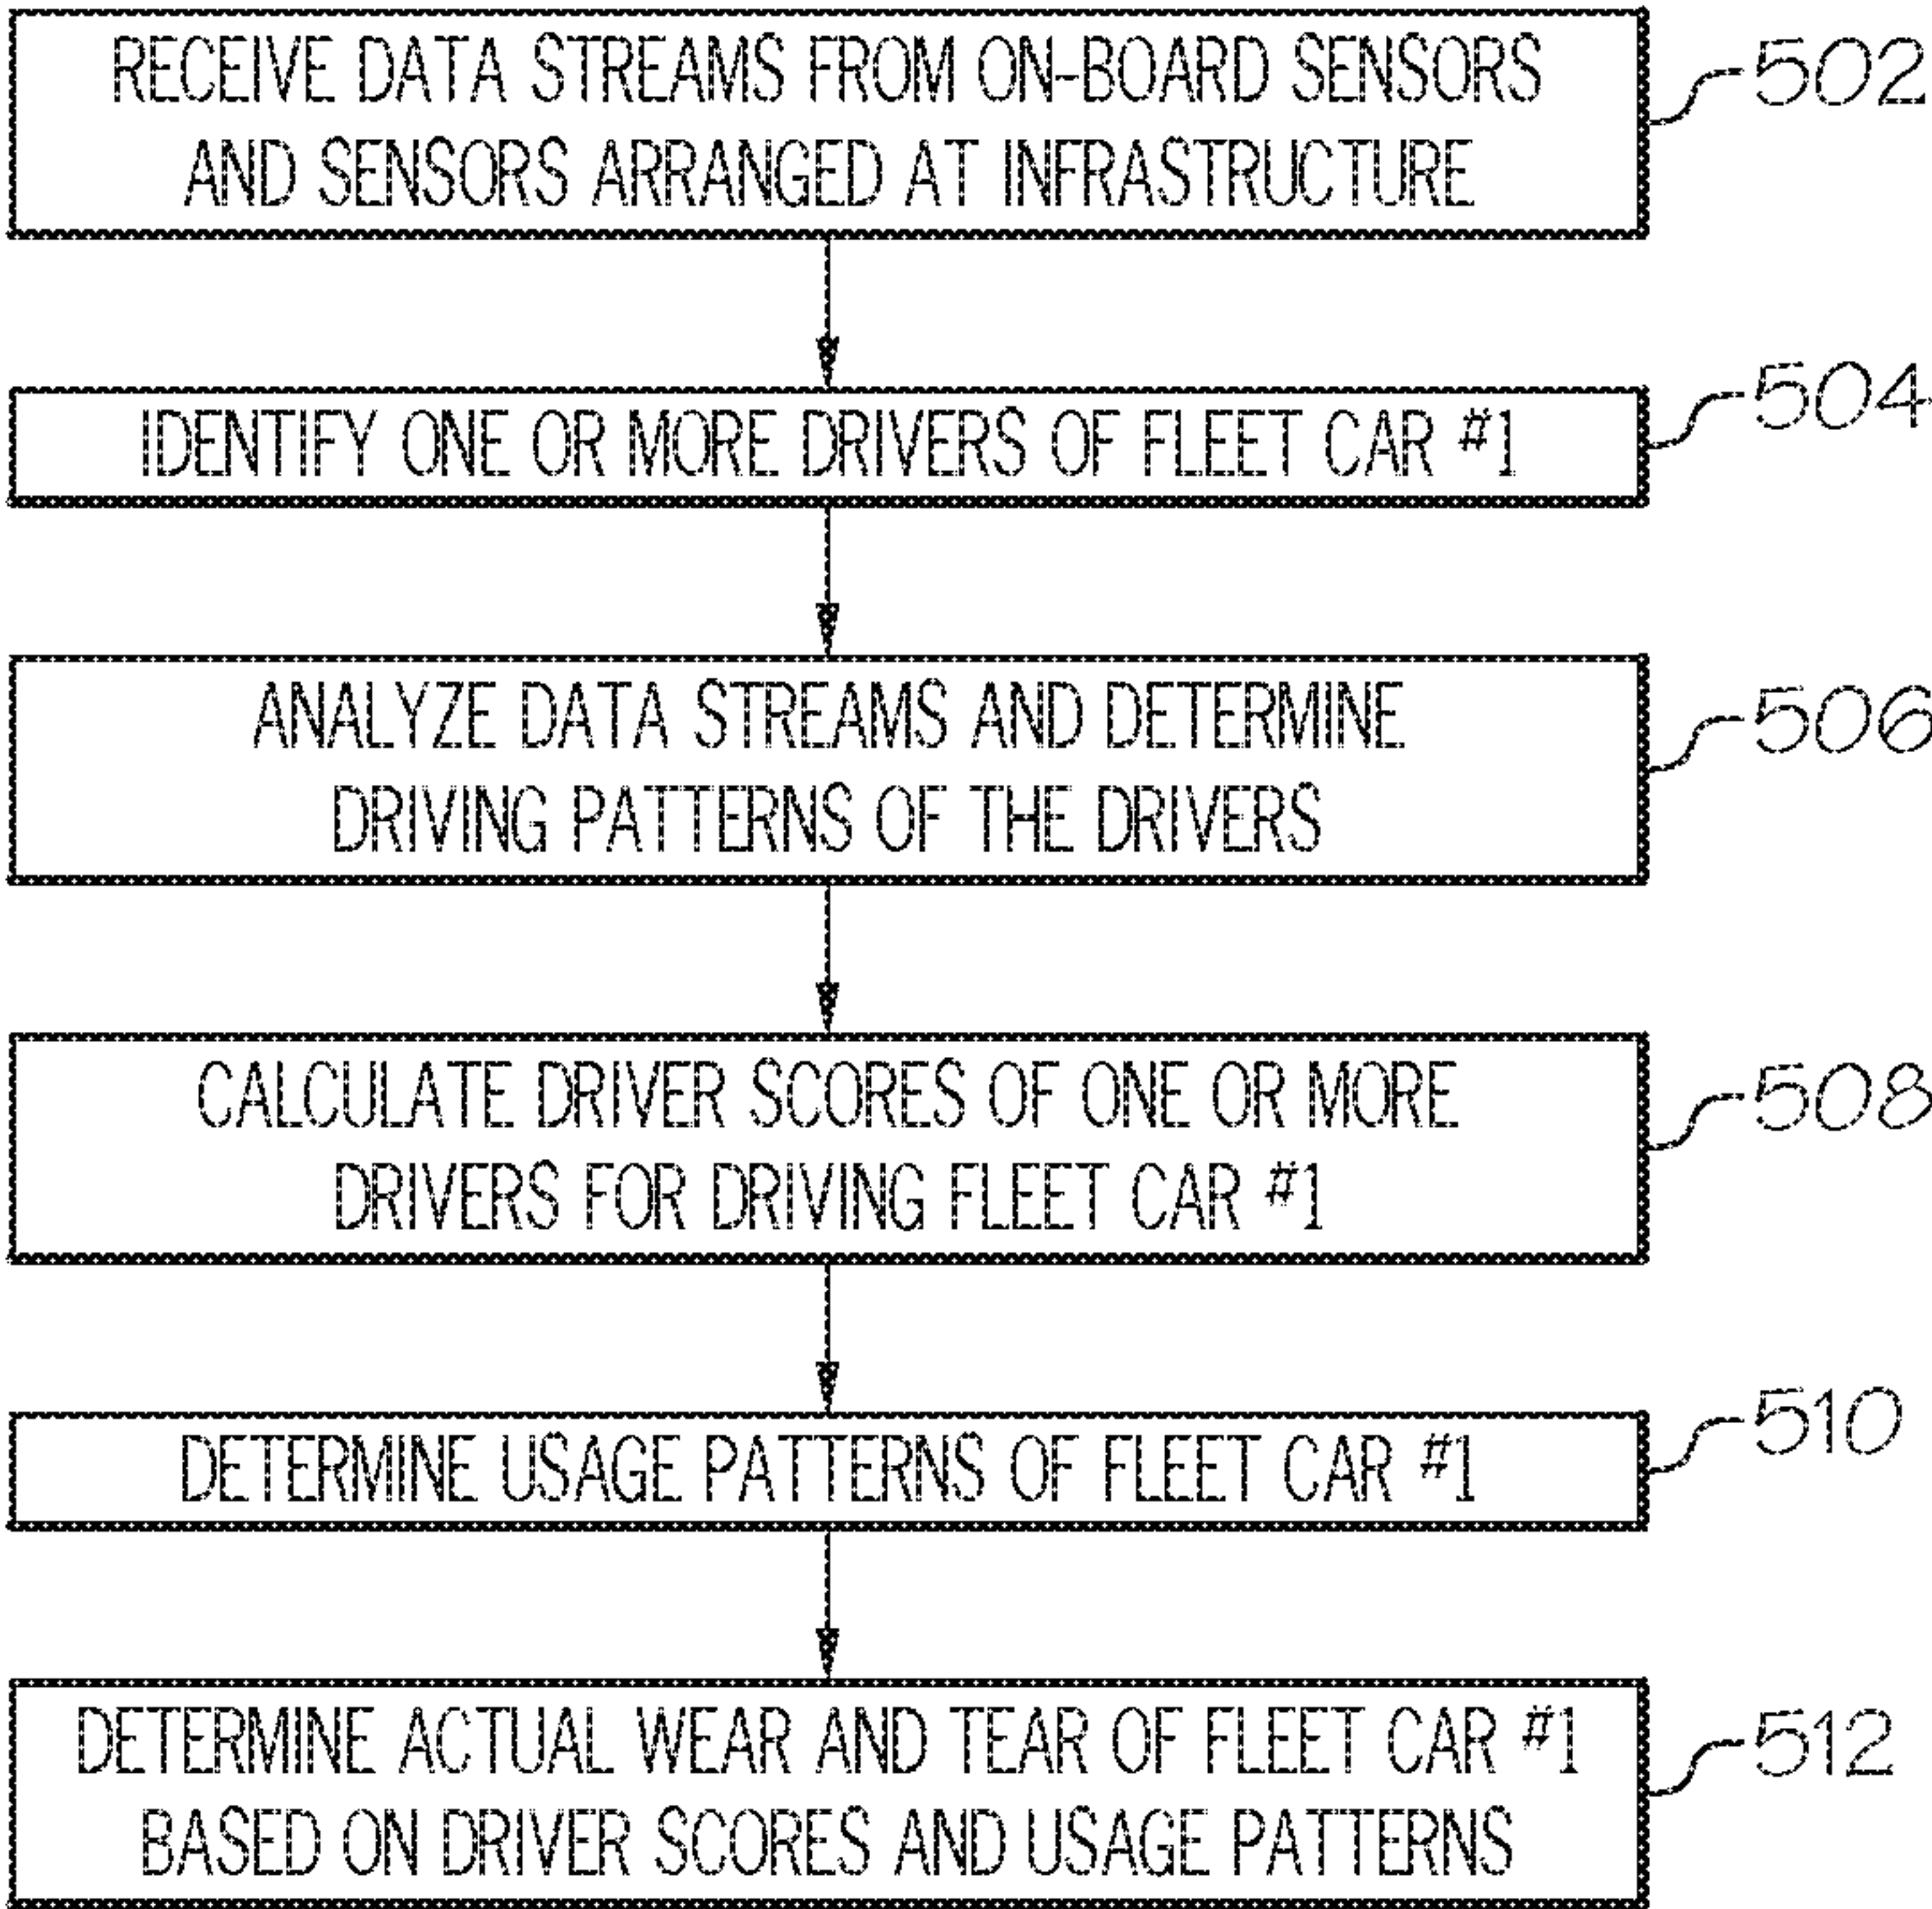 RECEIVE DATA STREAMS FROM ON-BOARD SENSORS
AND SENSORS ARRANGED AT INFRASTRUCTURE
502
IDENTIFY ONE OR MORE DRIVERS OF FLEET CAR #1
504
ANALYZE DATA STREAMS AND DETERMINE
DRIVING PATTERNS OF THE DRIVERS
506
CALCULATE DRIVER SCORES OF ONE OR MORE
DRIVERS FOR DRIVING FLEET CAR #1
508
DETERMINE USAGE PATTERNS OF FLEET CAR #1
510
DETERMINE ACTUAL WEAR AND TEAR OF FLEET CAR #1
BASED ON DRIVER SCORES AND USAGE PATTERNS
512